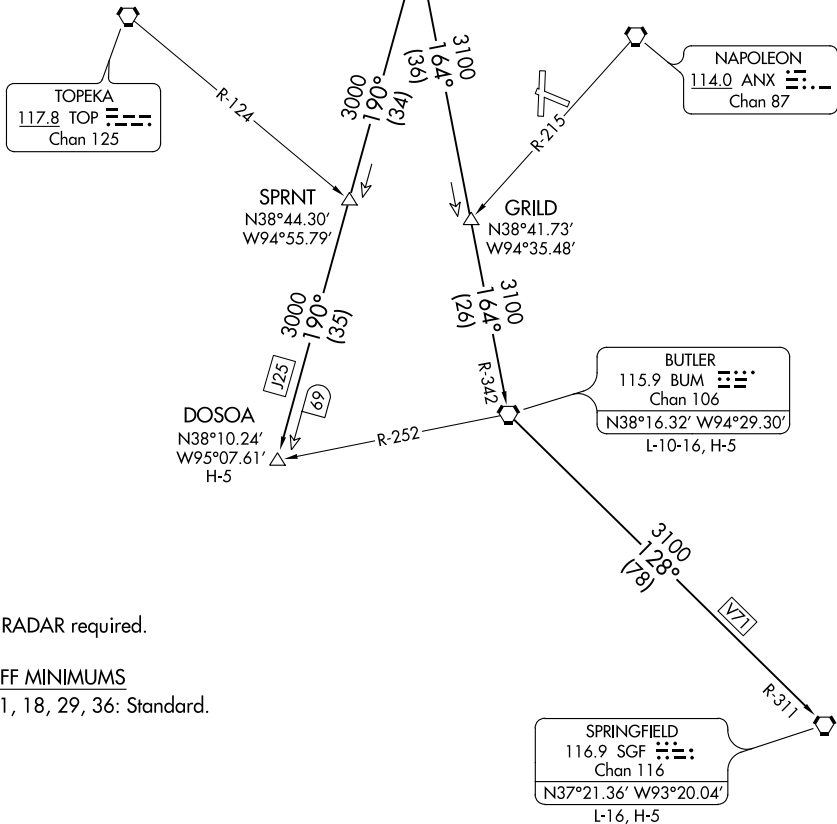 TOPEKA
117.8 TOP
Chan 125
R-124
3000
190°
(34)
3100
164°
(36)
NAPOLEON
114.0 ANX
Chan 87
R-215
SPRNT
N38°44.30′
W94°55.79′
GRILD
N38°41.73′
W94°35.48′
3000
190°
(35)
3100
164°
(26)
J25
69
R-342
BUTLER
115.9 BUM
Chan 106
N38°16.32′ W94°29.30′
L-10-16, H-5
DOSOA
N38°10.24′
W95°07.61′
H-5
R-252
3100
128°
(78)
V71
R-311
RADAR required.
FF MINIMUMS
1, 18, 29, 36: Standard.
SPRINGFIELD
116.9 SGF
Chan 116
N37°21.36′ W93°20.04′
L-16, H-5